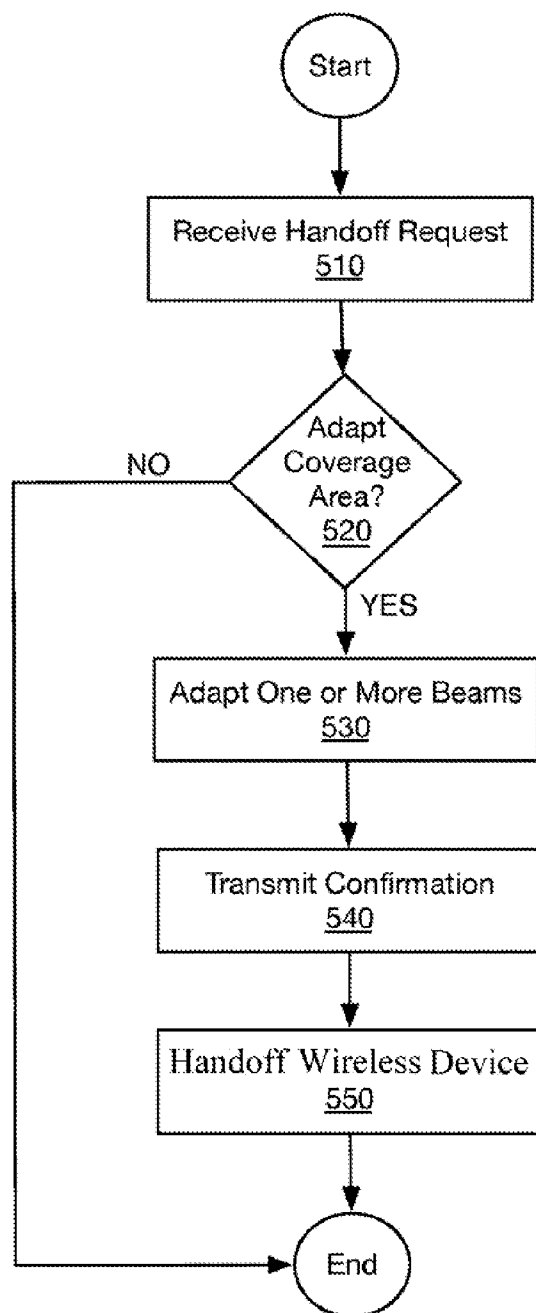 Start
Receive Handoff Request
510
Adapt
Coverage
Area?
520
NO
YES
Adapt One or More Beams
530
Transmit Confirmation
540
Handoff Wireless Device
550
End